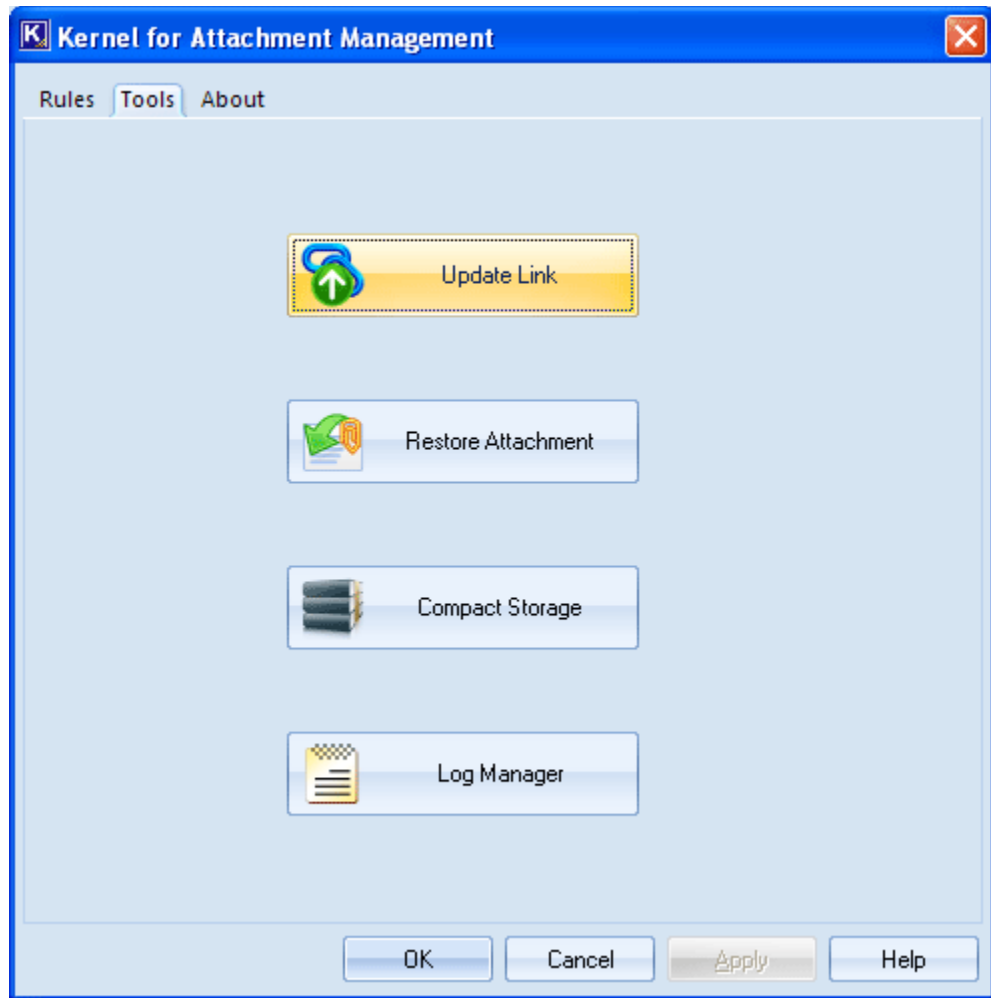 Kernel for Attachment Management
Rules Tools About
Update Link
Restore Attachment
Compact Storage
Log Manager
OK Cancel Apply Help